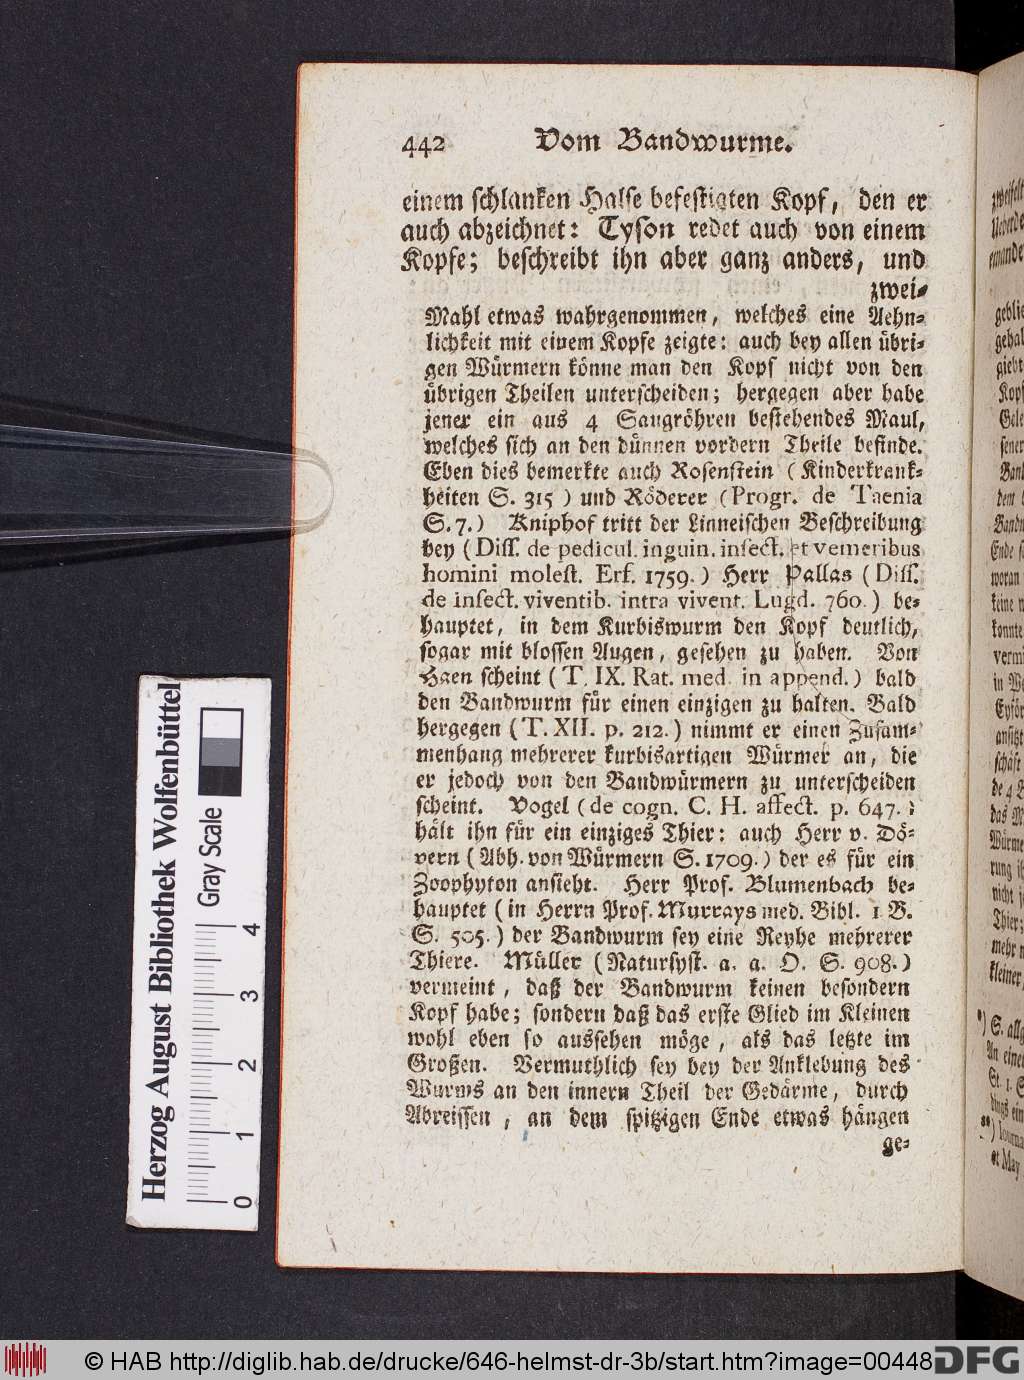 442 Vom Bandwurme.
einem schlanken Halse befestigten Kopf, den er
auch abzeichnet: Tyson redet auch von einem
Kopfe; beschreibt ihn aber ganz anders, und
zwei-
Mahl etwas wahrgenommen, welches eine Aehn-
lichkeit mit einem Kopfe zeigte: auch bey allen übri-
gen Würmern könne man den Kopf nicht von den
übrigen Theilen unterscheiden; hergegen aber habe
jener ein aus 4 Saugröhren bestehendes Maul,
welches sich an den dünnen vordern Theile befinde.
Eben dies bemerkte auch Rosenstein (Kinderkrank-
heiten S. 315) und Röderer (Progr. de Taenia
S. 7.) Kniphof tritt der Linneischen Beschreibung
bey (Diss. de pedicul. inguin. insect. et vemeribus
homini molest. Erf. 1759.) Herr Pallas (Diss.
de insect. viventib. intra vivent. Lugd. 760.) be-
hauptet, in dem Kurbiswurm den Kopf deutlich,
sogar mit blossen Augen, gesehen zu haben. Von
Haen scheint (T. IX. Rat. med. in append.) bald
den Bandwurm für einen einzigen zu halten. Bald
hergegen (T. XII. p. 212.) nimmt er einen Zusam-
menhang mehrerer kurbisartigen Würmer an, die
er jedoch von den Bandwürmern zu unterscheiden
scheint. Vogel (de cogn. C. H. affect. p. 647.)
hält ihn für ein einziges Thier: auch Herr v. Dö-
vern (Abh. von Würmern S. 1709.) der es für ein
Zoophyton ansieht. Herr Prof. Blumenbach be-
hauptet (in Herrn Prof. Murrays med. Bibl. 1 B.
S. 505.) der Bandwurm sey eine Reyhe mehrerer
Thiere. Müller (Natursyst. a. a. O. S. 908.)
vermeint, daß der Bandwurm keinen besondern
Kopf habe; sondern daß das erste Glied im Kleinen
wohl eben so aussehen möge, als das letzte im
Großen. Vermuthlich sey bey der Anklebung des
Wurms an den innern Theil der Gedärme, durch
Abreissen, an dem spitzigen Ende etwas hängen
ge-
Herzog August Bibliothek Wolfenbüttel
Gray Scale
0 1 2 3 4
© HAB http://diglib.hab.de/drucke/646-helmst-dr-3b/start.htm?image=00448
DFG